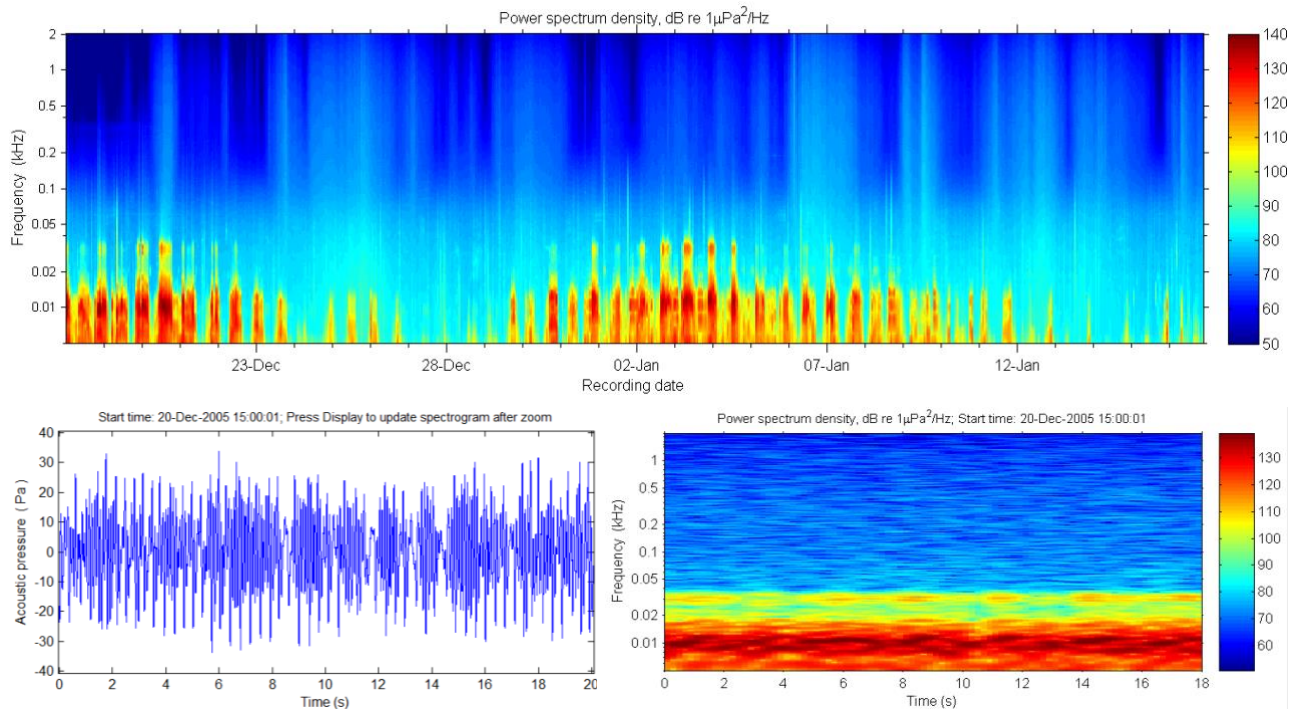 Power spectrum density, dB re 1μPa²/Hz
2
1
0.5
0.2
0.1
0.05
0.02
0.01
Frequency (kHz)
23-Dec
28-Dec
02-Jan
07-Jan
12-Jan
Recording date
140
130
120
110
100
90
80
70
60
50
Start time: 20-Dec-2005 15:00:01; Press Display to update spectrogram after zoom
40
30
20
10
0
-10
-20
-30
-40
Acoustic pressure ( Pa )
0 2 4 6 8 10 12 14 16 18 20
Time (s)
Power spectrum density, dB re 1μPa²/Hz; Start time: 20-Dec-2005 15:00:01
1
0.5
0.2
0.1
0.05
0.02
0.01
Frequency (kHz)
0 2 4 6 8 10 12 14 16 18
Time (s)
130
120
110
100
90
80
70
60